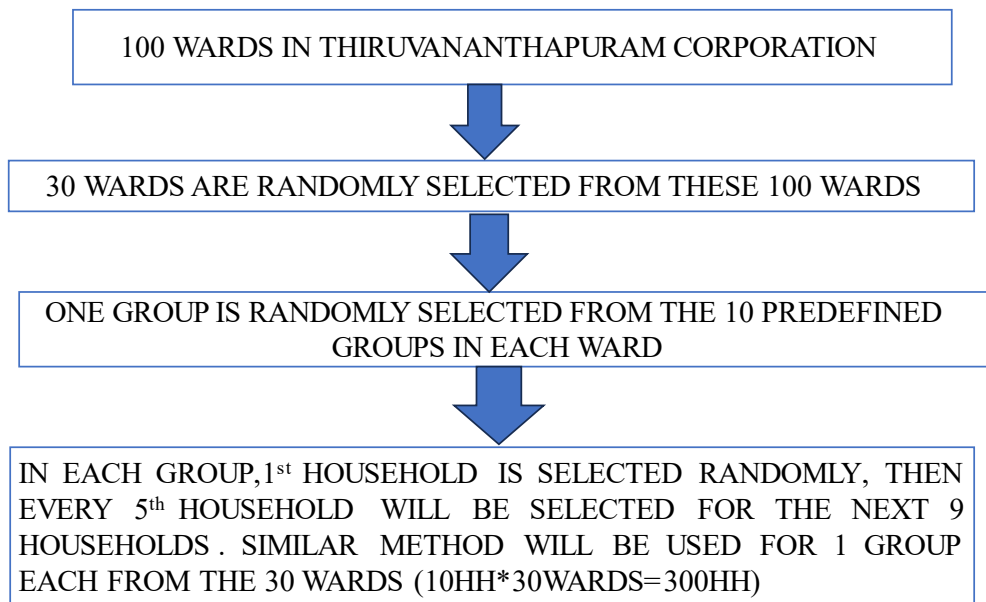 100 WARDS IN THIRUVANANTHAPURAM CORPORATION
30 WARDS ARE RANDOMLY SELECTED FROM THESE 100 WARDS
ONE GROUP IS RANDOMLY SELECTED FROM THE 10 PREDEFINED
GROUPS IN EACH WARD
IN EACH GROUP,1st HOUSEHOLD IS SELECTED RANDOMLY, THEN
EVERY 5th HOUSEHOLD WILL BE SELECTED FOR THE NEXT 9
HOUSEHOLDS . SIMILAR METHOD WILL BE USED FOR 1 GROUP
EACH FROM THE 30 WARDS (10HH*30WARDS=300HH)